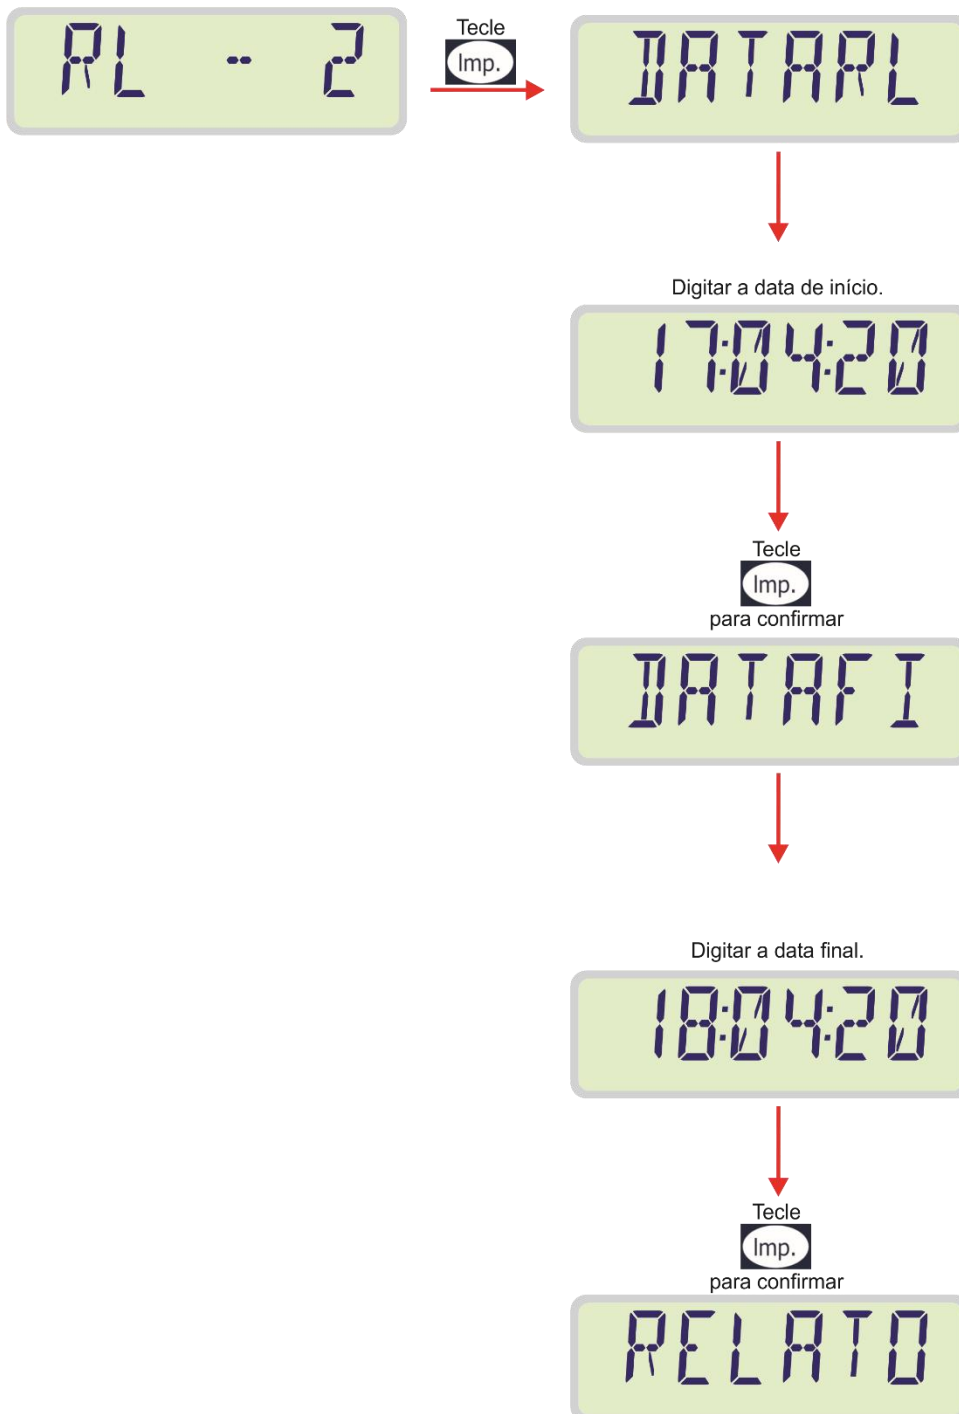 RL - 2
Tecle
Imp.
DATARL
Digitar a data de início.
17:04:20
Tecle
Imp.
para confirmar
DATAFI
Digitar a data final.
18:04:20
Tecle
Imp.
para confirmar
RELATO